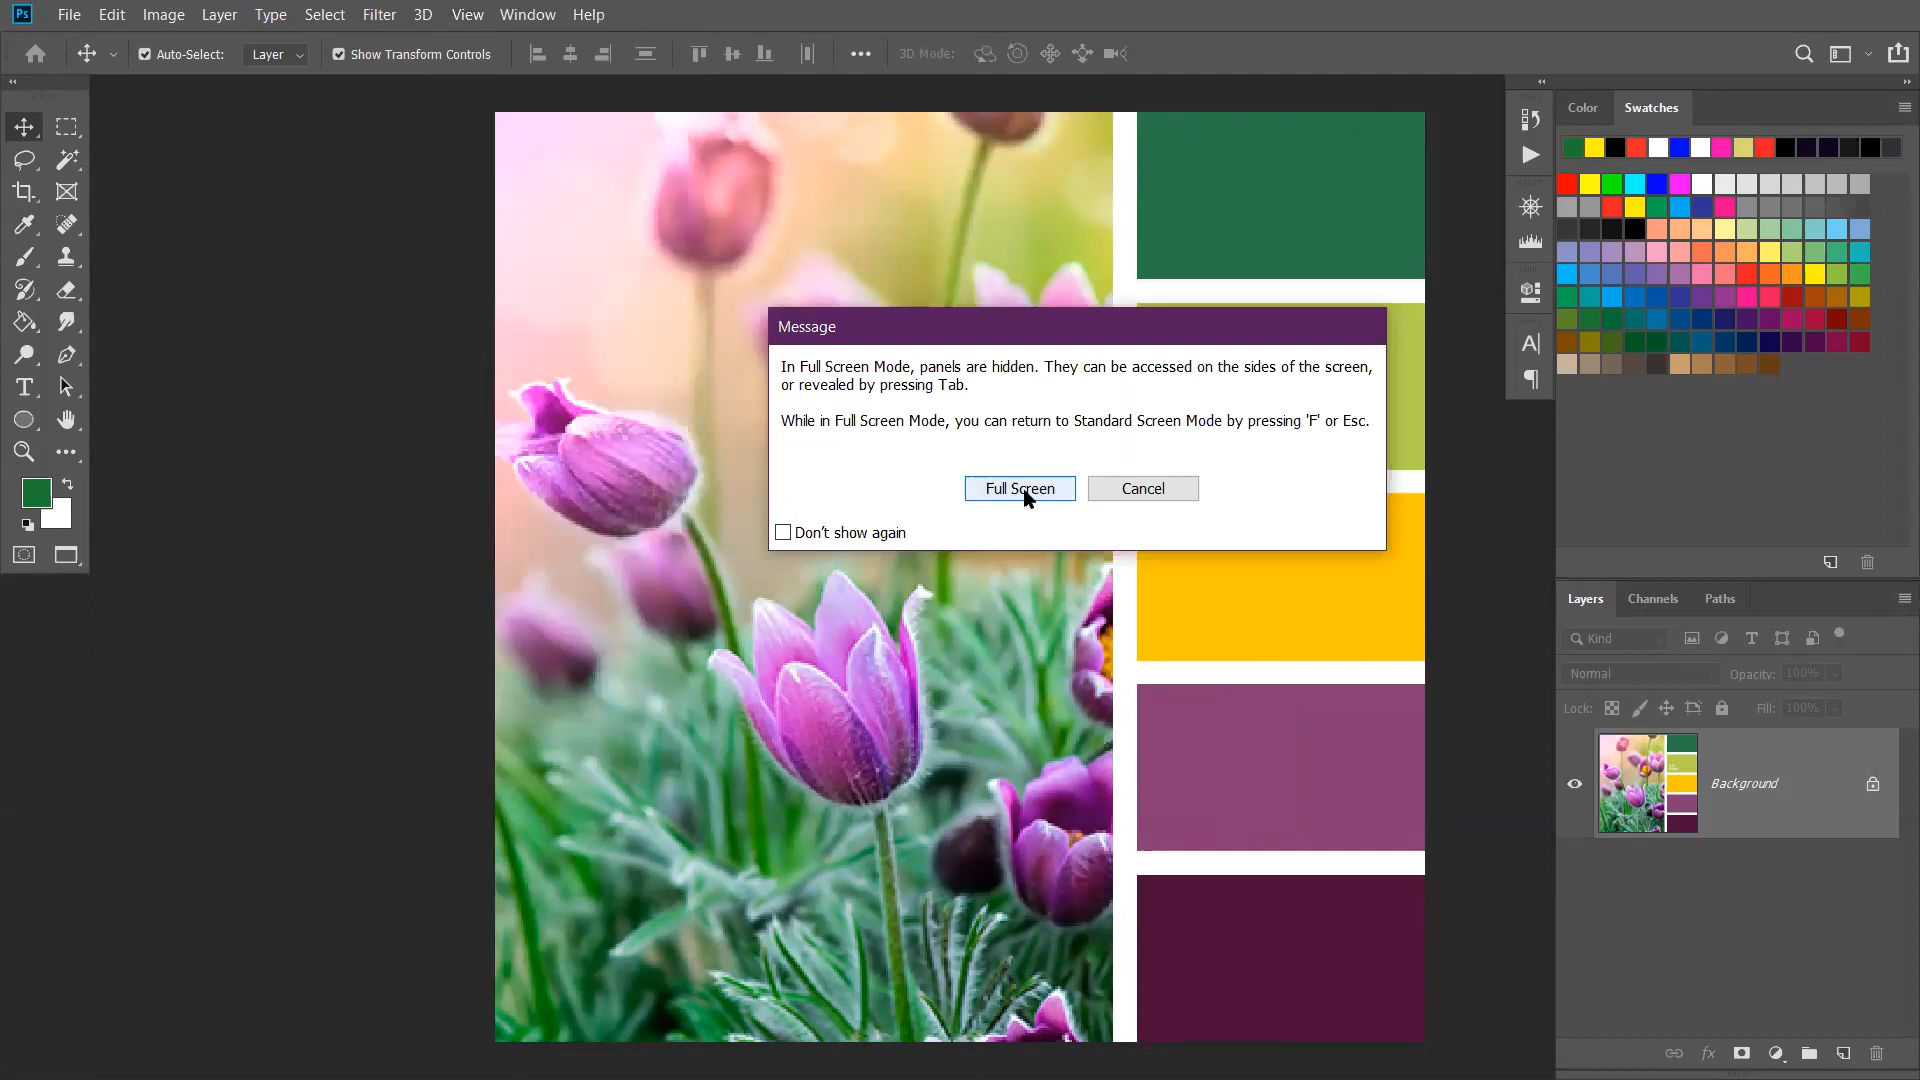 Ps File Edit Image Layer Type Select Filter 3D View Window Help
Auto-Select: Layer Show Transform Controls 3D Mode:
Color Swatches
Message
In Full Screen Mode, panels are hidden. They can be accessed on the sides of the screen,
or revealed by pressing Tab.
While in Full Screen Mode, you can return to Standard Screen Mode by pressing 'F' or Esc.
Full Screen Cancel
Don't show again
Layers Channels Paths
Kind
Normal Opacity: 100%
Lock: Fill: 100%
Background
fx